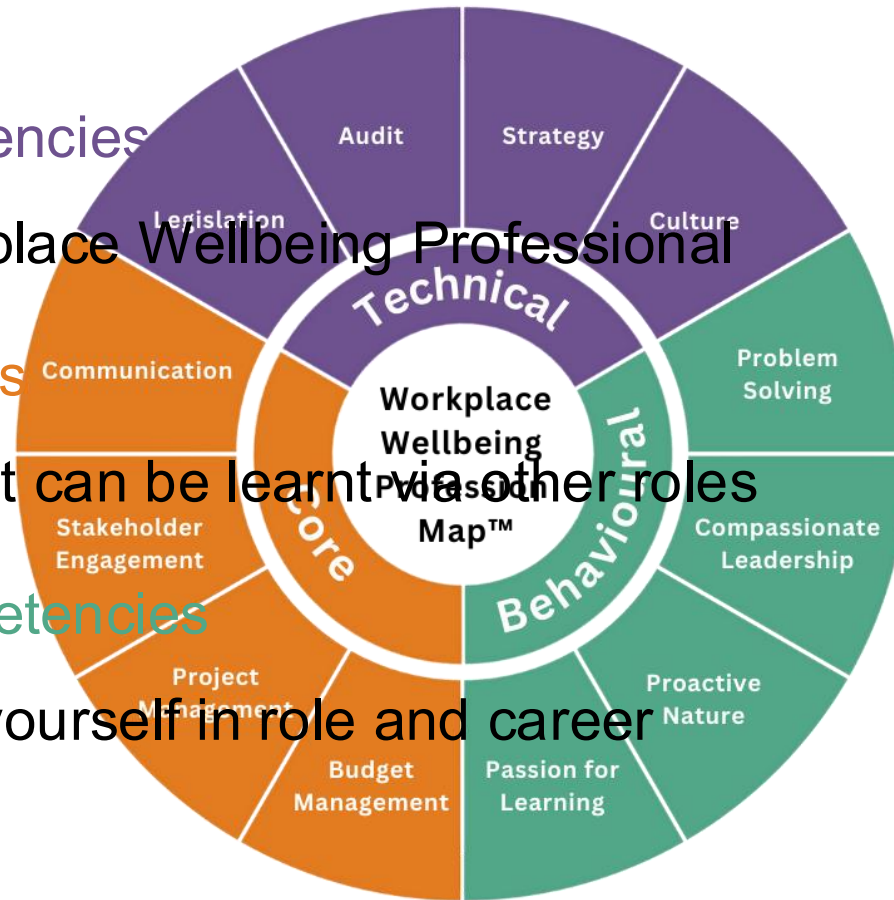 encies
Audit
Strategy
Legislation
Culture
place Wellbeing Professional
Technical
s
Communication
Problem
Solving
Workplace
Wellbeing
Profession
Map™
Behavioural
t can be learnt via other roles
Core
Stakeholder
Engagement
Compassionate
Leadership
etencies
Project
Management
Proactive
Nature
yourself in role and career
Budget
Management
Passion for
Learning